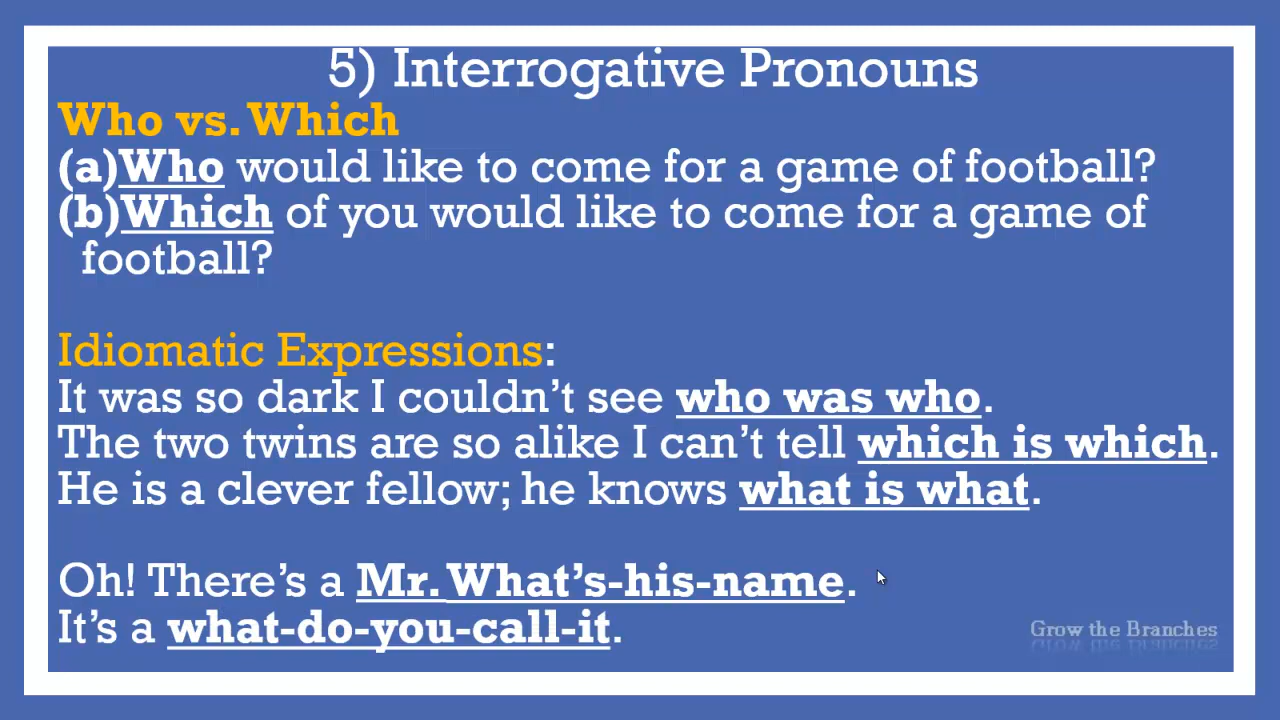 5) Interrogative Pronouns
Who vs. Which
(a)Who would like to come for a game of football?
(b)Which of you would like to come for a game of
football?
Idiomatic Expressions:
It was so dark I couldn’t see who was who.
The two twins are so alike I can’t tell which is which.
He is a clever fellow; he knows what is what.
Oh! There’s a Mr. What’s-his-name.
It’s a what-do-you-call-it.
Grow the Branches